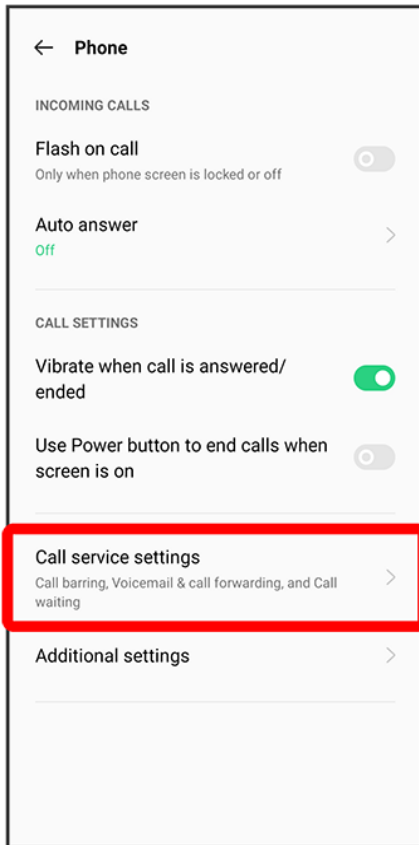 Phone
INCOMING CALLS
Flash on call
Only when phone screen is locked or off
Auto answer
Off
CALL SETTINGS
Vibrate when call is answered/
ended
Use Power button to end calls when
screen is on
Call service settings
Call barring, Voicemail & call forwarding, and Call
waiting
Additional settings